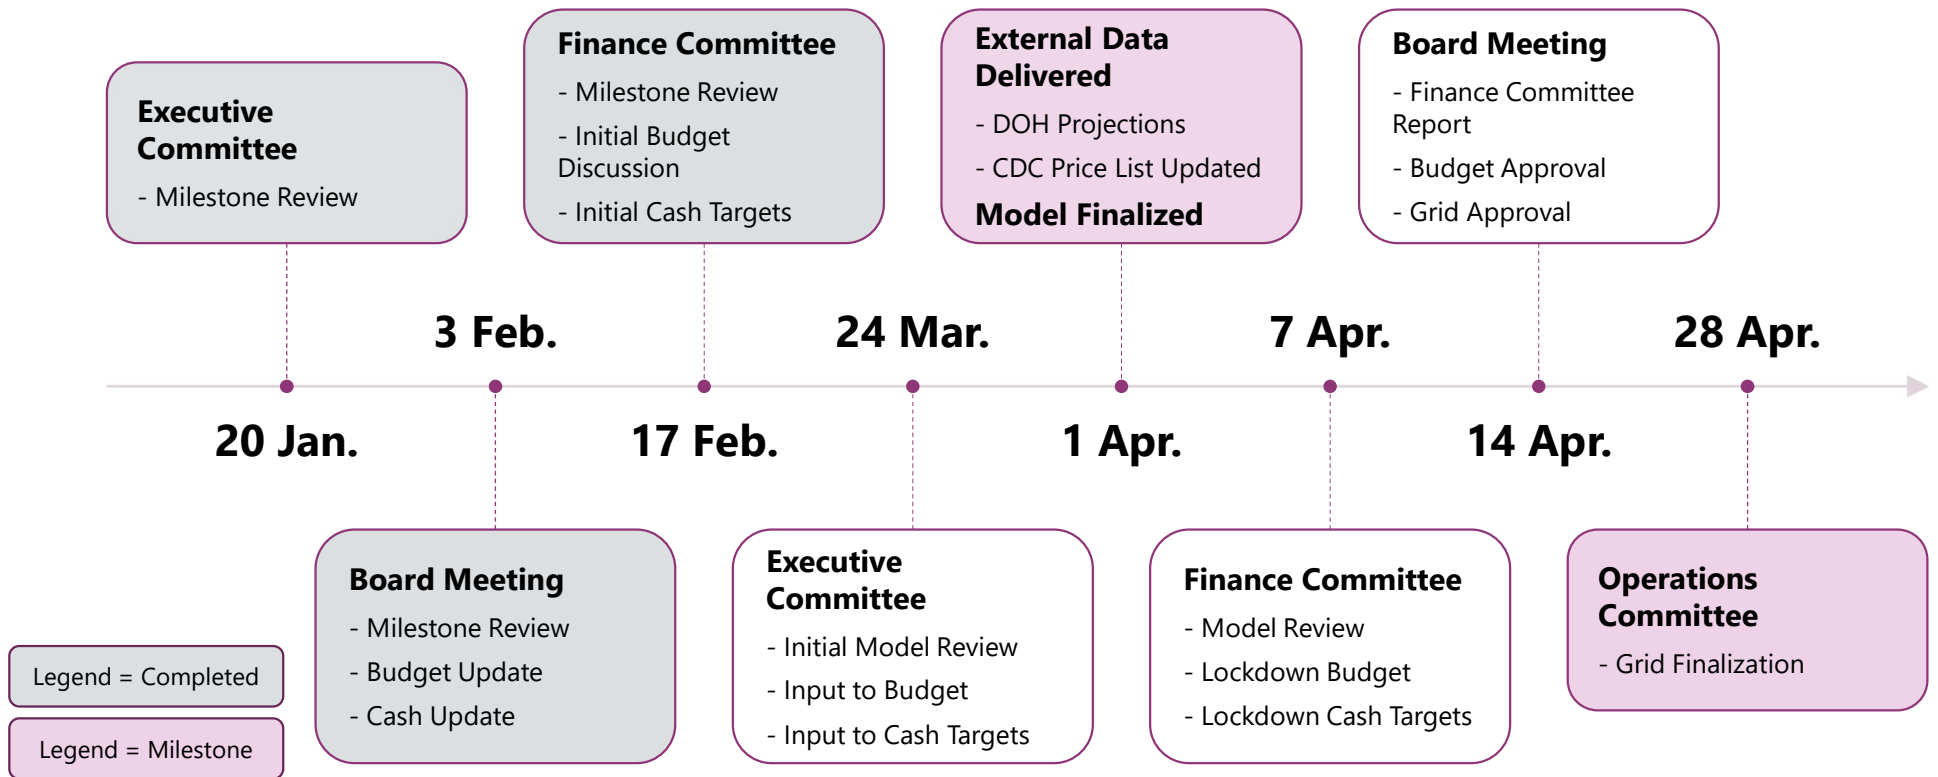 Executive
Committee
- Milestone Review
Finance Committee
- Milestone Review
- Initial Budget
Discussion
- Initial Cash Targets
External Data
Delivered
- DOH Projections
- CDC Price List Updated
Model Finalized
Board Meeting
- Finance Committee
Report
- Budget Approval
- Grid Approval
3 Feb.
24 Mar.
7 Apr.
28 Apr.
20 Jan.
17 Feb.
1 Apr.
14 Apr.
Board Meeting
- Milestone Review
- Budget Update
- Cash Update
Executive
Committee
- Initial Model Review
- Input to Budget
- Input to Cash Targets
Finance Committee
- Model Review
- Lockdown Budget
- Lockdown Cash Targets
Operations
Committee
- Grid Finalization
Legend = Completed
Legend = Milestone